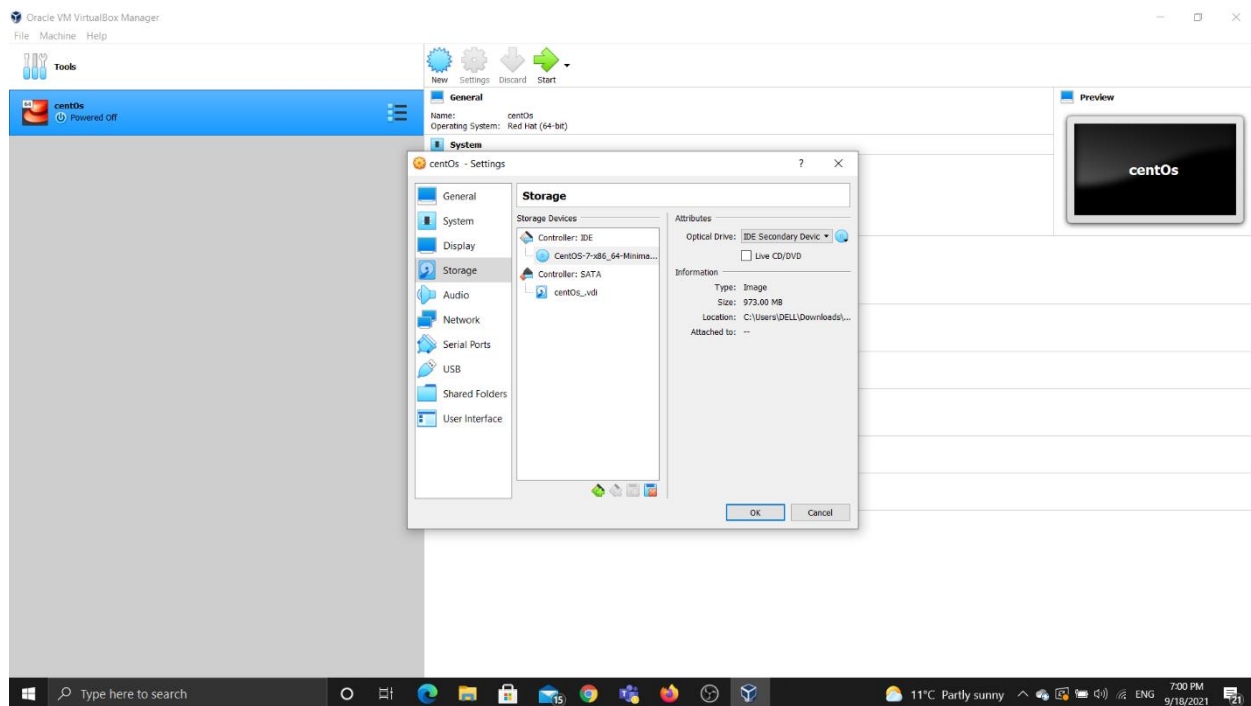 Oracle VM VirtualBox Manager
File Machine Help
Tools
New Settings Discard Start
64 centOs
Powered Off
General
Name: centOs
Operating System: Red Hat (64-bit)
System
Preview
centOs
centOs - Settings ? ×
General
System
Display
Storage
Audio
Network
Serial Ports
USB
Shared Folders
User Interface
Storage
Storage Devices
Controller: IDE
CentOS-7-x86_64-Minima...
Controller: SATA
centOs_.vdi
Attributes
Optical Drive: IDE Secondary Devic
Live CD/DVD
Information
Type: Image
Size: 973.00 MB
Location: C:\Users\DELL\Downloads\...
Attached to: --
OK Cancel
Type here to search
15
11°C Partly sunny
ENG
7:00 PM
9/18/2021
21